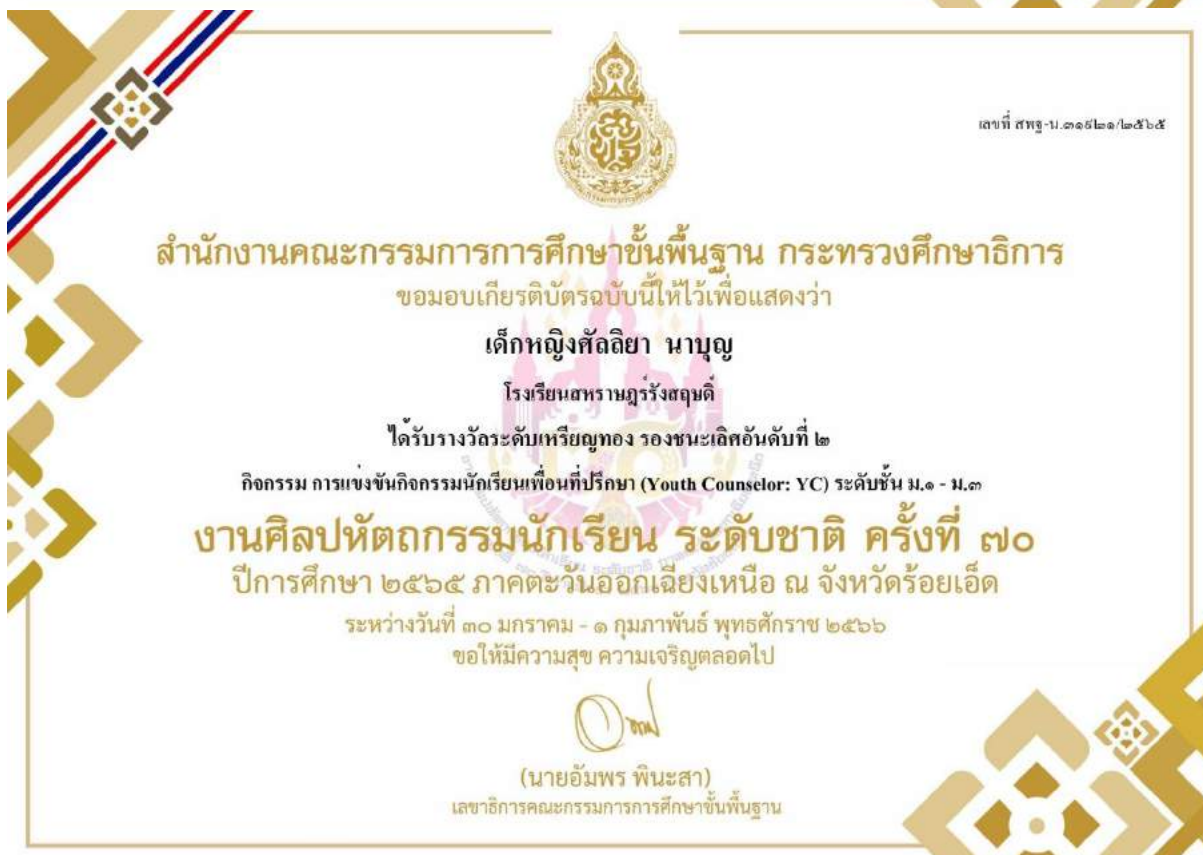 เลขที่ สพฐ-น.๓๑๙๒๑/๒๕๖๕
สำนักงานคณะกรรมการการศึกษาขั้นพื้นฐาน กระทรวงศึกษาธิการ
ขอมอบเกียรติบัตรฉบับนี้ให้ไว้เพื่อแสดงว่า
เด็กหญิงศัลลิยา นาบุญ
โรงเรียนสหราษฎร์รังสฤษดิ์
ได้รับรางวัลระดับเหรียญทอง รองชนะเลิศอันดับที่ ๒
กิจกรรม การแข่งขันกิจกรรมนักเรียนเพื่อนที่ปรึกษา (Youth Counselor: YC) ระดับชั้น ม.๑ - ม.๓
งานศิลปหัตถกรรมนักเรียน ระดับชาติ ครั้งที่ ๗๐
ปีการศึกษา ๒๕๖๕ ภาคตะวันออกเฉียงเหนือ ณ จังหวัดร้อยเอ็ด
ระหว่างวันที่ ๓๐ มกราคม - ๑ กุมภาพันธ์ พุทธศักราช ๒๕๖๖
ขอให้มีความสุข ความเจริญตลอดไป
(นายอัมพร พินะสา)
เลขาธิการคณะกรรมการการศึกษาขั้นพื้นฐาน